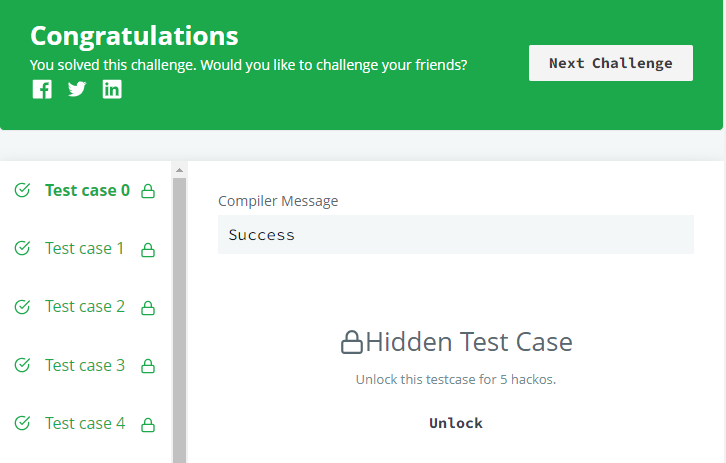 Congratulations
You solved this challenge. Would you like to challenge your friends?
Next Challenge
Test case 0
Test case 1
Test case 2
Test case 3
Test case 4
Compiler Message
Success
Hidden Test Case
Unlock this testcase for 5 hackos.
Unlock